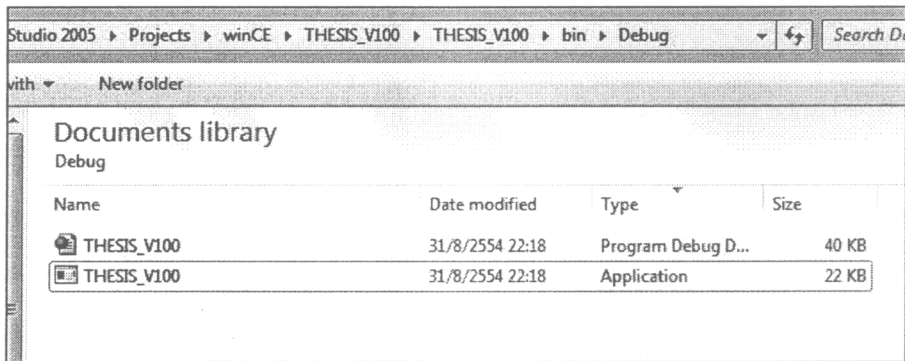 Studio 2005 ▸ Projects ▸ winCE ▸ THESIS_V100 ▸ THESIS_V100 ▸ bin ▸ Debug Search
New folder
Documents library
Debug
Name Date modified Type Size
THESIS_V100 31/8/2554 22:18 Program Debug D... 40 KB
THESIS_V100 31/8/2554 22:18 Application 22 KB